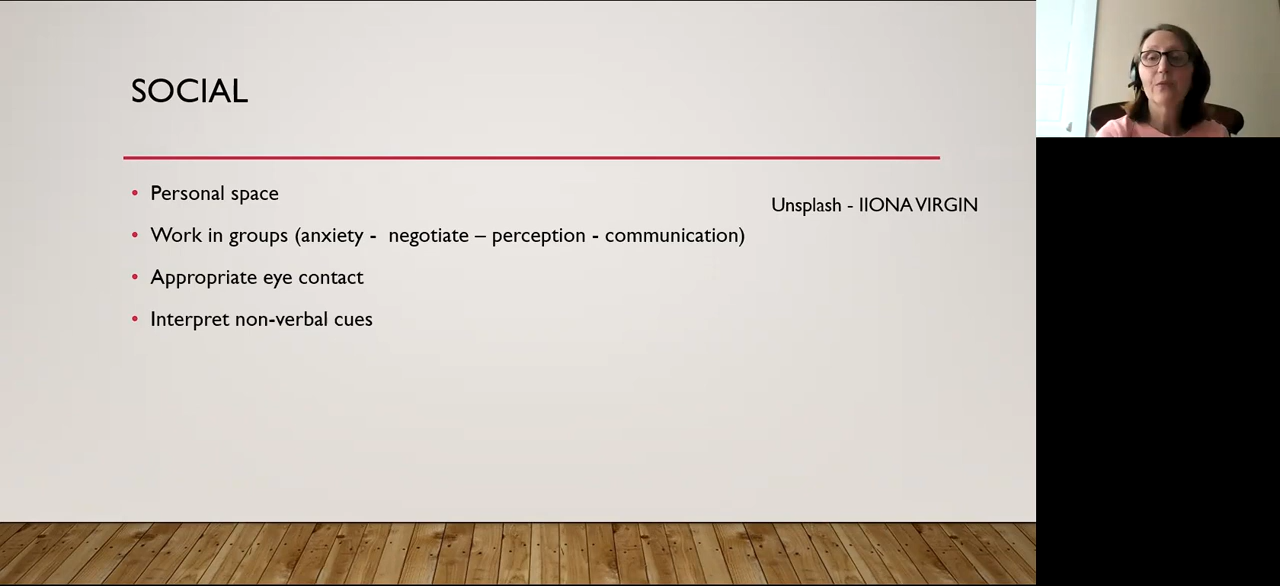 SOCIAL
• Personal space
Unsplash - IIONA VIRGIN
• Work in groups (anxiety -  negotiate – perception - communication)
• Appropriate eye contact
• Interpret non-verbal cues